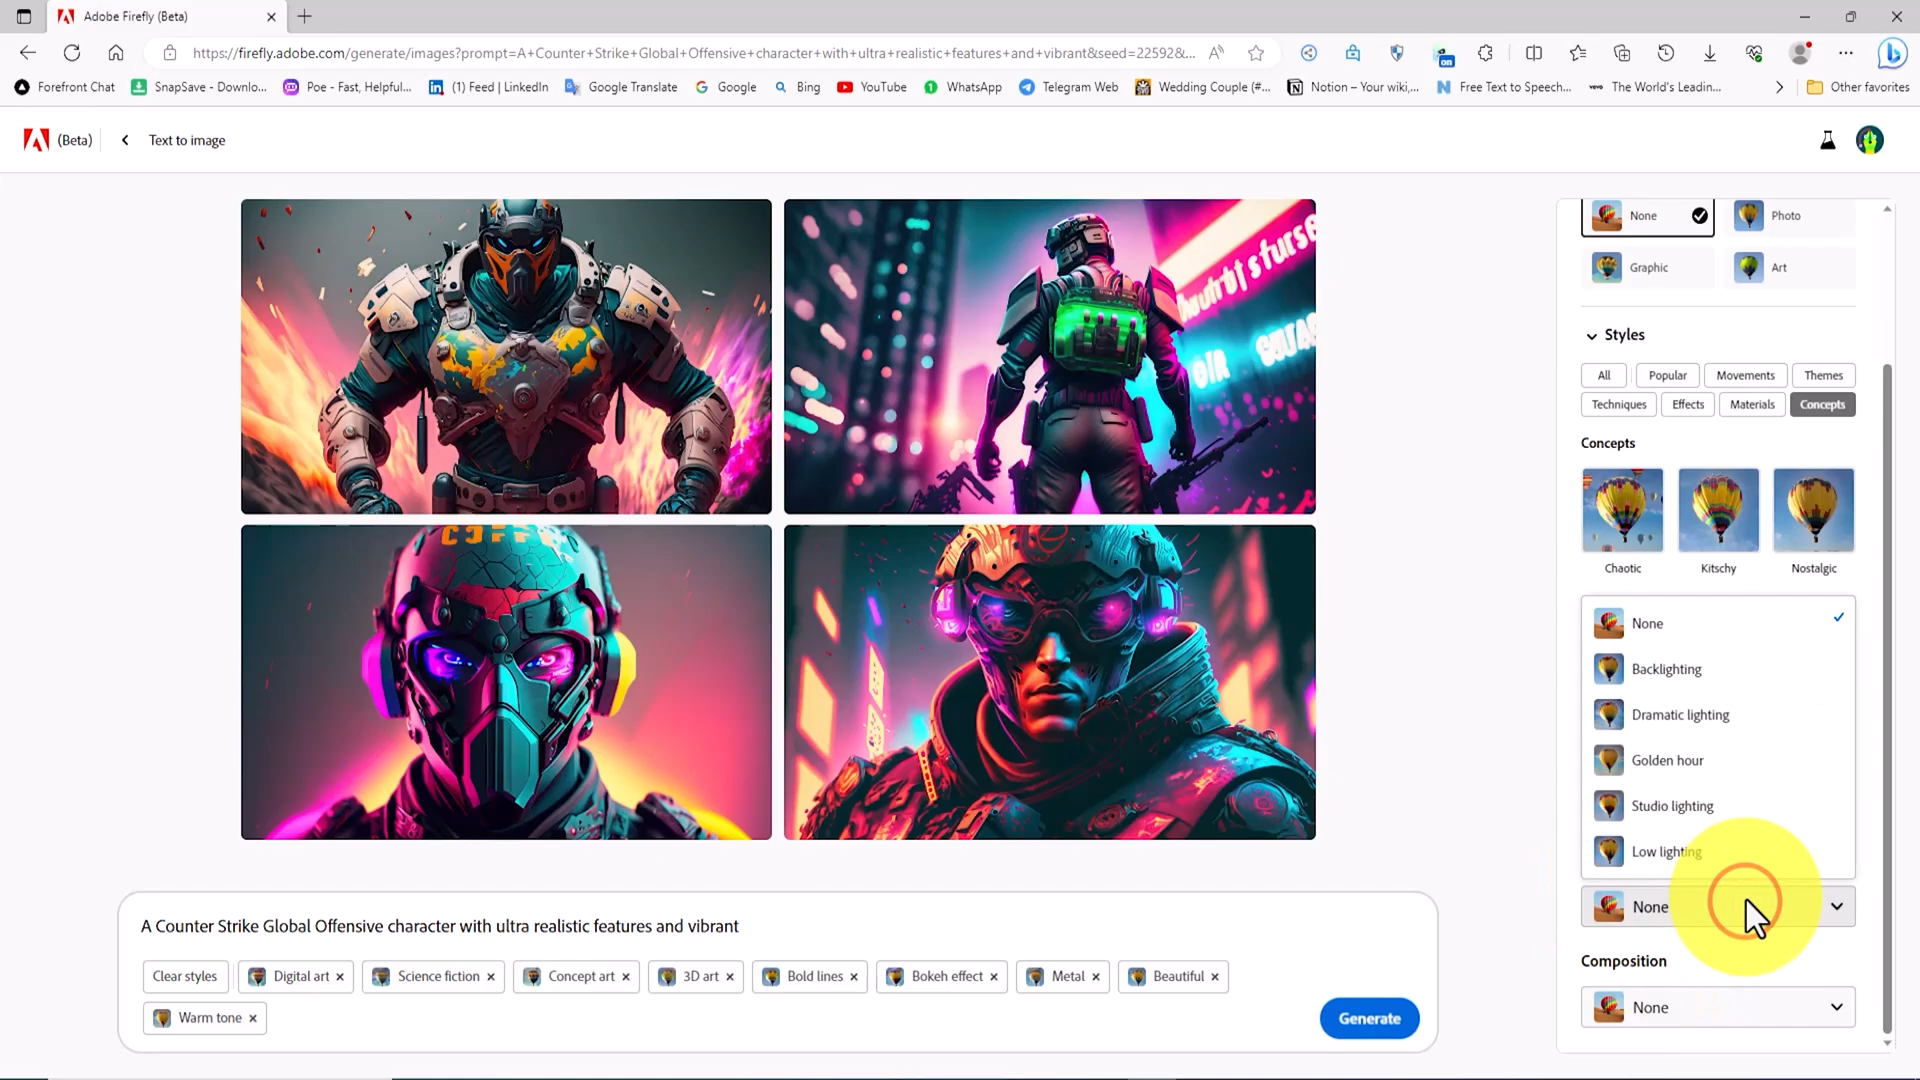 Adobe Firefly (Beta)
https://firefly.adobe.com/generate/images?prompt=A+Counter+Strike+Global+Offensive+character+with+ultra+realistic+features+and+vibrant&seed=22592&...
on
Forefront Chat
SnapSave - Downlo...
Poe - Fast, Helpful...
(1) Feed | LinkedIn
Google Translate
Google
Bing
YouTube
WhatsApp
Telegram Web
Wedding Couple (#...
Notion – Your wiki,...
Free Text to Speech...
The World's Leadin...
Other favorites
(Beta)
Text to image
None
Photo
Graphic
Art
Styles
All
Popular
Movements
Themes
Techniques
Effects
Materials
Concepts
Concepts
Chaotic
Kitschy
Nostalgic
None
Backlighting
Dramatic lighting
Golden hour
Studio lighting
Low lighting
None
Composition
None
A Counter Strike Global Offensive character with ultra realistic features and vibrant
Clear styles
Digital art
Science fiction
Concept art
3D art
Bold lines
Bokeh effect
Metal
Beautiful
Warm tone
Generate